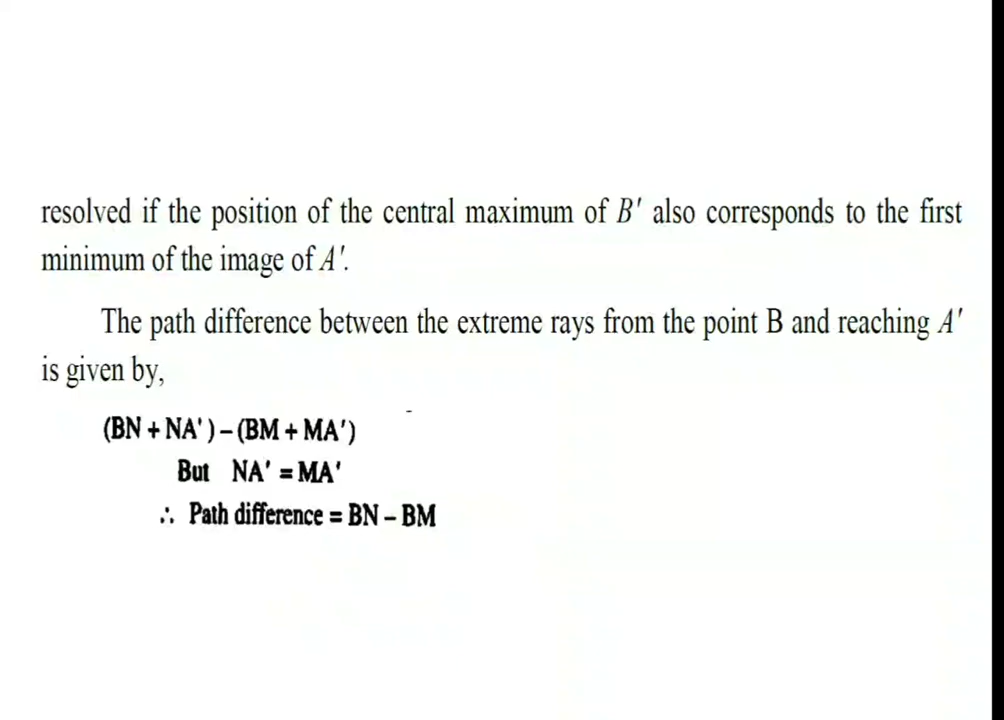 resolved if the position of the central maximum of B′ also corresponds to the first
minimum of the image of A′.
The path difference between the extreme rays from the point B and reaching A′
is given by,
(BN + NA′) – (BM + MA′)
But NA′ = MA′
∴ Path difference = BN – BM